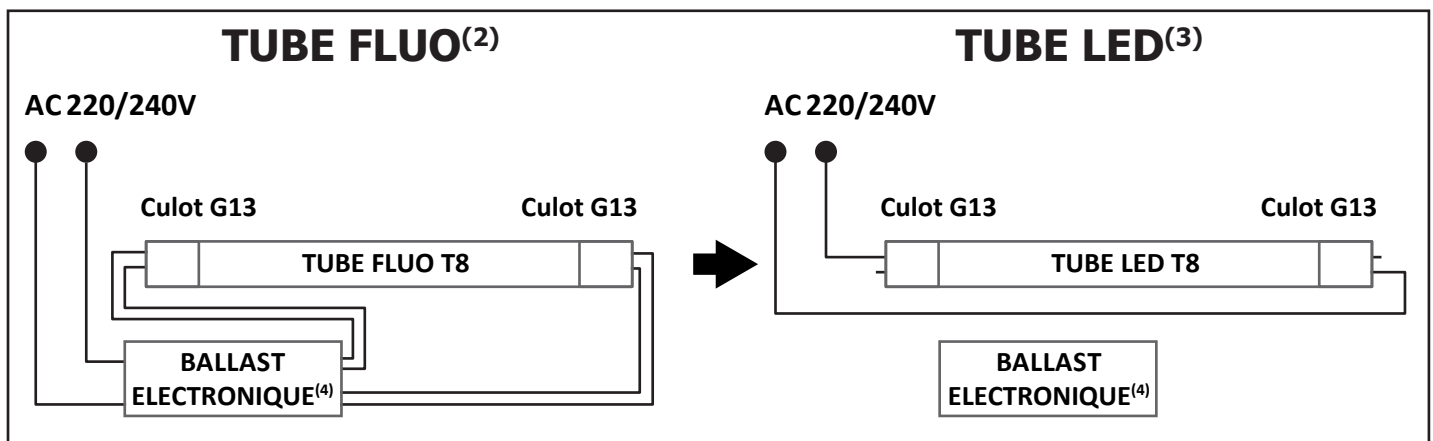 TUBE FLUO(2)
AC 220/240V
Culot G13
Culot G13
TUBE FLUO T8
BALLAST
ELECTRONIQUE(4)
TUBE LED(3)
AC 220/240V
Culot G13
Culot G13
TUBE LED T8
BALLAST
ELECTRONIQUE(4)